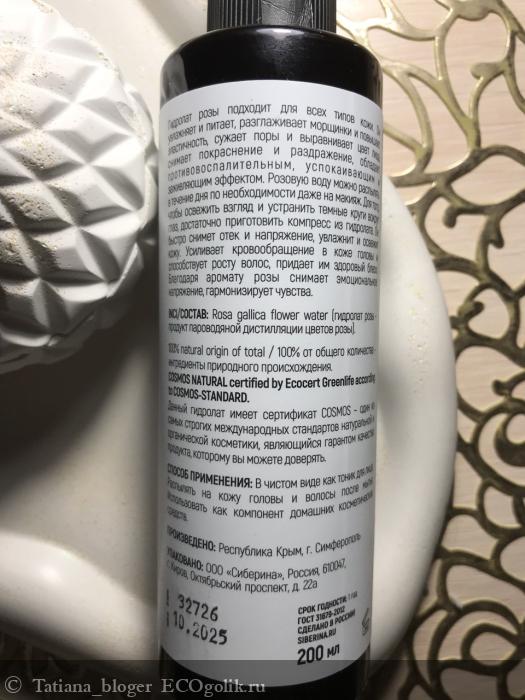 Гидролат розы подходит для всех типов кожи.
увлажняет и питает, разглаживает морщинки и повышает
эластичность, сужает поры и выравнивает цвет лица,
снимает покраснение и раздражение, обладает
противовоспалительным, успокаивающим и
заживляющим эффектом. Розовую воду можно распылять
в течение дня по необходимости даже на макияж. Для того
чтобы освежить взгляд и устранить темные круги вокруг
глаз, достаточно приготовить компресс из гидролата.
быстро снимет отек и напряжение, увлажнит и освежит
кожу. Усиливает кровообращение в коже головы и
способствует росту волос, придает им здоровый блеск.
Благодаря аромату розы снимает эмоциональное
напряжение, гармонизирует чувства.
INCI/СОСТАВ: Rosa gallica flower water (гидролат розы -
продукт пароводяной дистилляции цветов розы).
100% natural origin of total / 100% от общего количества -
ингредиенты природного происхождения.
COSMOS NATURAL certified by Ecocert Greenlife according
to COSMOS-STANDARD.
Данный гидролат имеет сертификат COSMOS - один из
самых строгих международных стандартов натуральной и
органической косметики, являющийся гарантом качества
продукта, которому вы можете доверять.
СПОСОБ ПРИМЕНЕНИЯ: В чистом виде как тоник для лица.
Распылять на кожу головы и волосы после мытья.
Использовать как компонент домашних косметических
средств.
ПРОИЗВЕДЕНО: Республика Крым, г. Симферополь
УПАКОВАНО: ООО «Сиберина», Россия, 610047,
г. Киров, Октябрьский проспект, д. 22а
32726
10.2025
СРОК ГОДНОСТИ: 1 год
ГОСТ 31679-2012
СДЕЛАНО В РОССИИ
SIBERINA.RU
200 МЛ
© Tatiana_bloger ECOgolik.ru